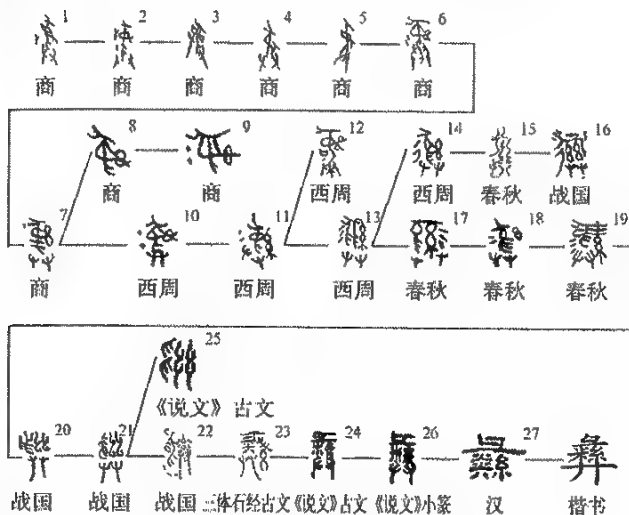 1 2 3 4 5 6
商 商 商 商 商 商
8 9 12 14 15 16
商 商 西周 西周 春秋 战国
7 10 11 13 17 18 19
商 西周 西周 西周 春秋 春秋 春秋
25
《说文》古文
20 21 22 23 24 26 27 彝
战国 战国 战国 三体石经古文 《说文》古文 《说文》小篆 汉 楷书